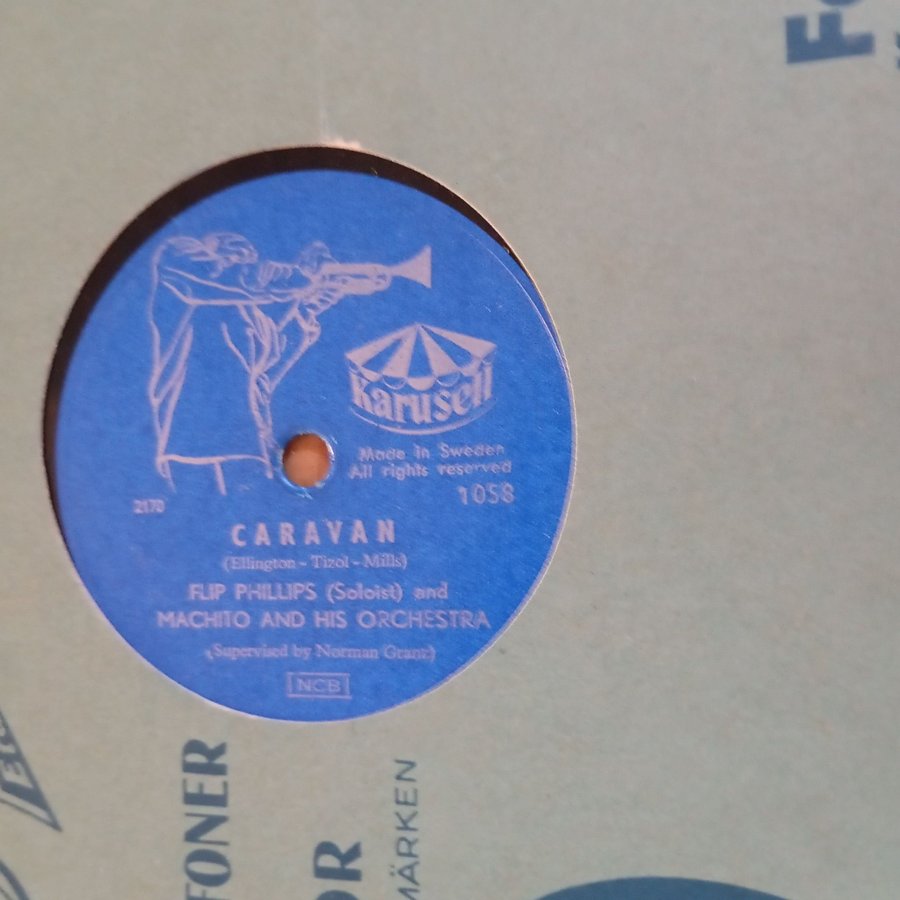 Karusell
Made in Sweden
All rights reserved
2170
1058
CARAVAN
(Ellington - Tizol - Mills)
FLIP PHILLIPS (Soloist) and
MACHITO AND HIS ORCHESTRA
(Supervised by Norman Granz)
NCB
FONER
OR
MÄRKEN